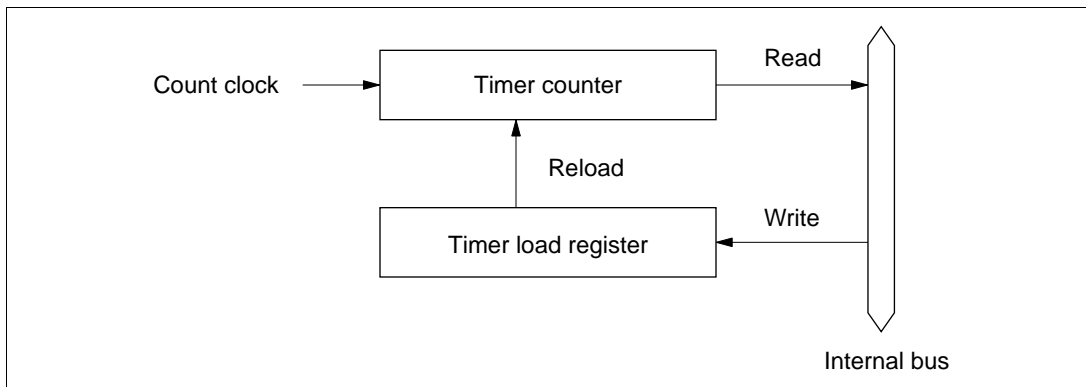 Read
Count clock
Timer counter
Reload
Write
Timer load register
Internal bus